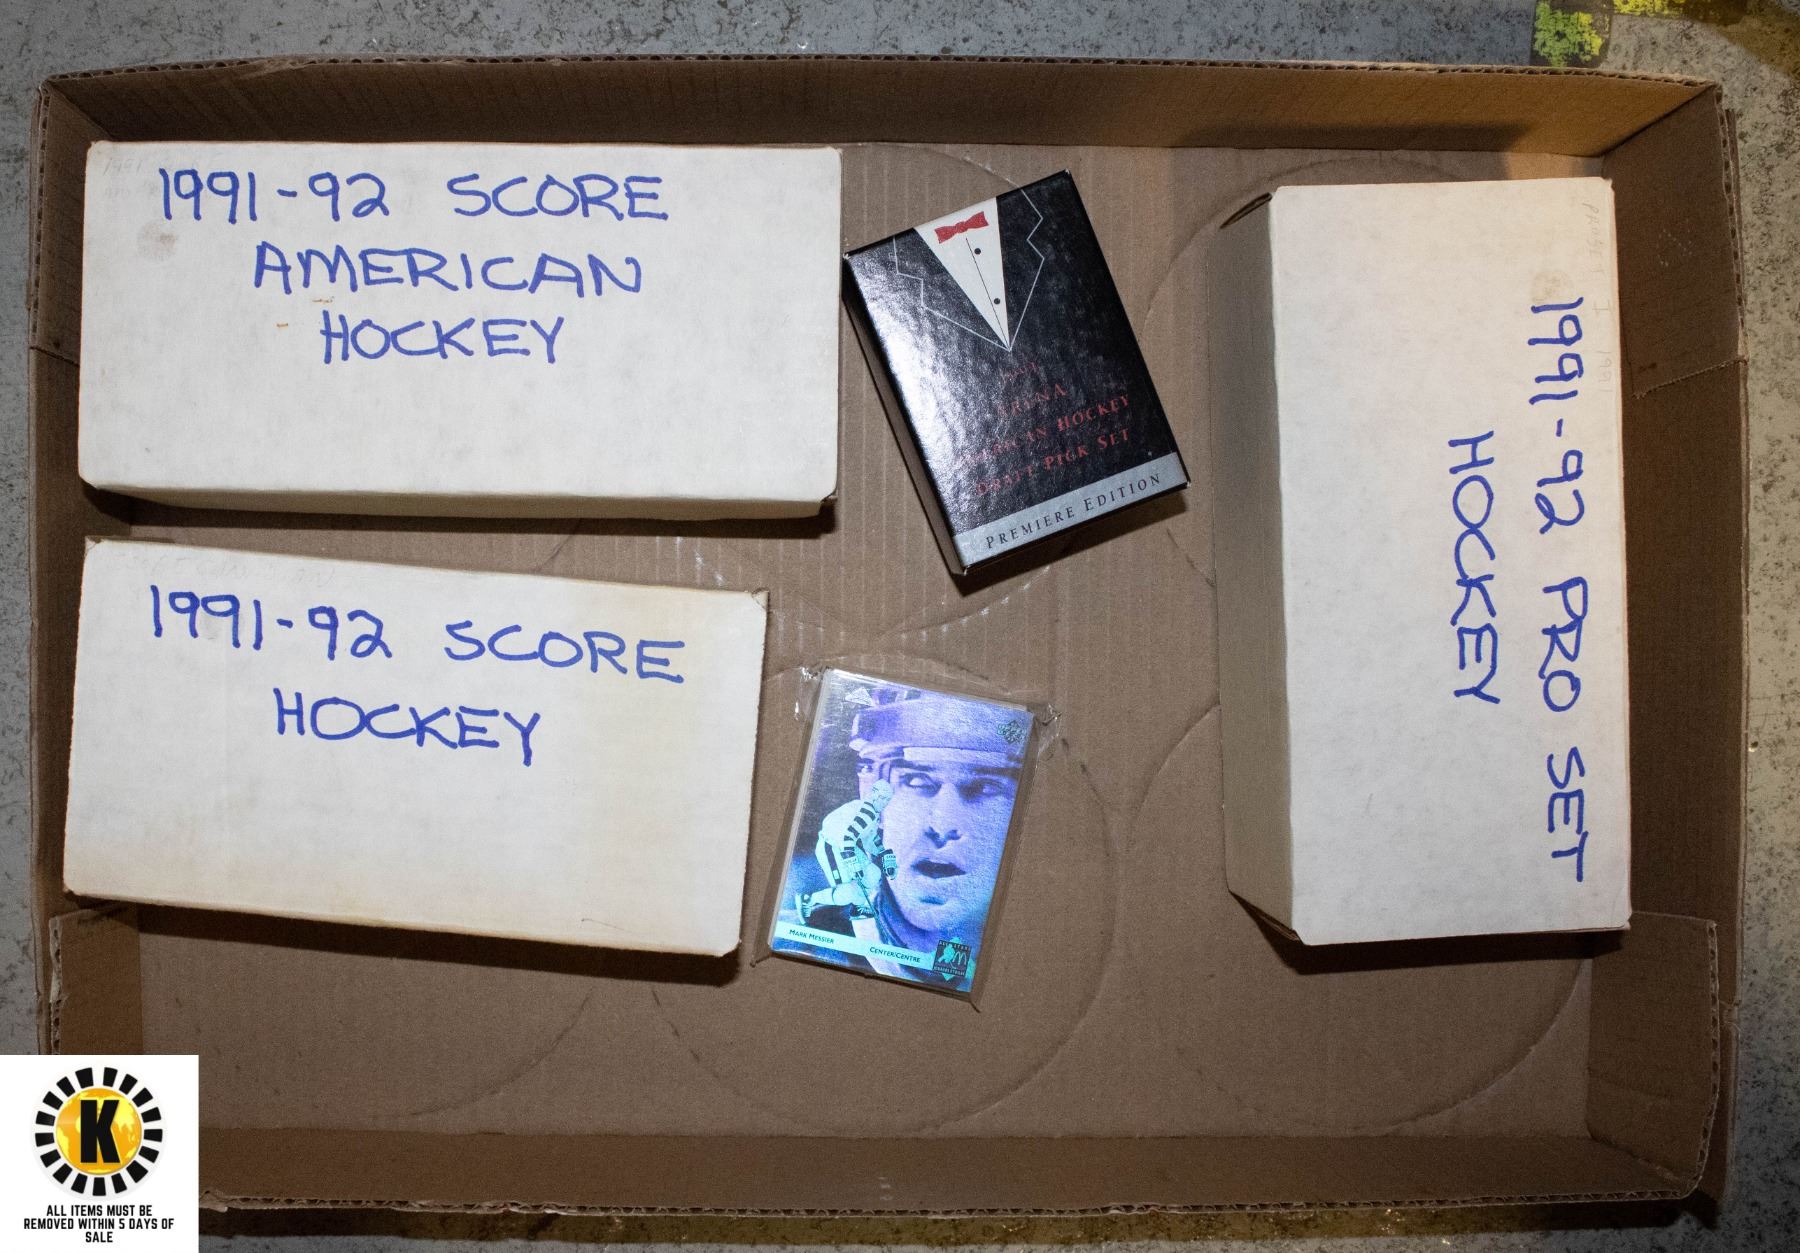 1991-92 SCORE
AMERICAN
HOCKEY
1991-92 SCORE
HOCKEY
ARENA
AMERICAN HOCKEY
DRAFT PICK SET
PREMIERE EDITION
MARK MESSIER
CENTER/CENTRE
1991-92 PRO SET
HOCKEY
K
ALL ITEMS MUST BE
REMOVED WITHIN 5 DAYS OF
SALE